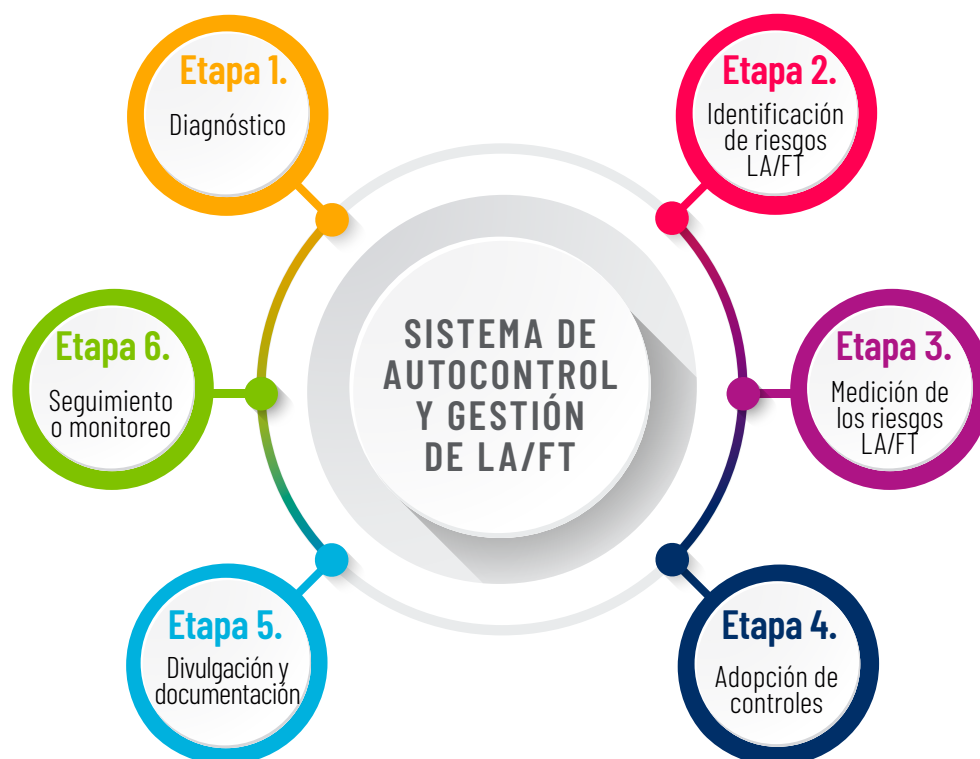 Etapa 1.
Diagnóstico
Etapa 2.
Identificación
de riesgos
LA/FT
Etapa 3.
Medición de
los riesgos
LA/FT
Etapa 4.
Adopción de
controles
Etapa 5.
Divulgación y
documentación
Etapa 6.
Seguimiento
o monitoreo
SISTEMA DE
AUTOCONTROL
Y GESTIÓN
DE LA/FT